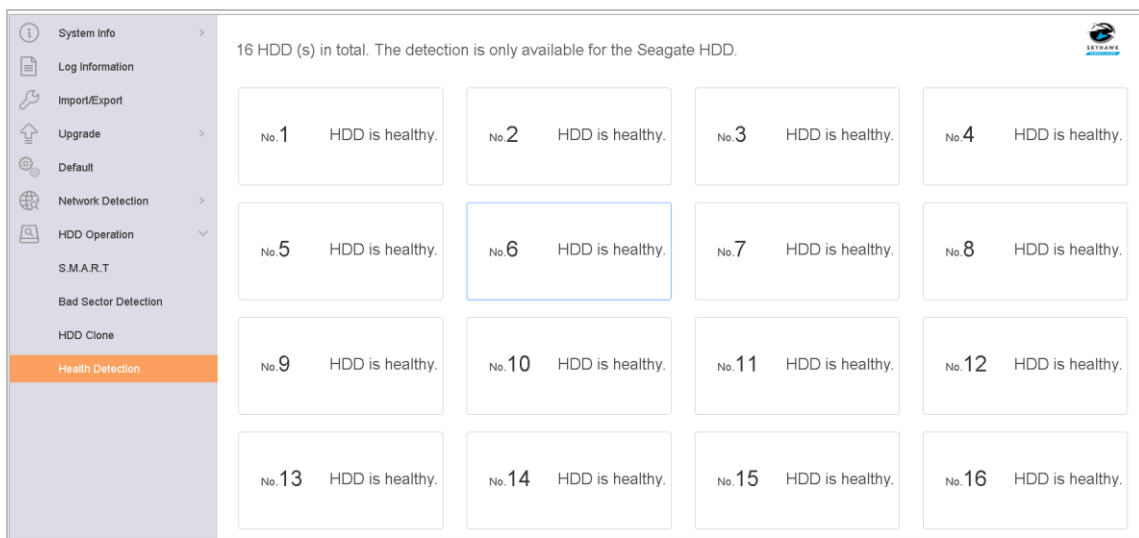 System Info
Log Information
Import/Export
Upgrade
Default
Network Detection
HDD Operation
S.M.A.R.T
Bad Sector Detection
HDD Clone
Health Detection
16 HDD (s) in total. The detection is only available for the Seagate HDD.
SKYHAWK
No.1 HDD is healthy.
No.2 HDD is healthy.
No.3 HDD is healthy.
No.4 HDD is healthy.
No.5 HDD is healthy.
No.6 HDD is healthy.
No.7 HDD is healthy.
No.8 HDD is healthy.
No.9 HDD is healthy.
No.10 HDD is healthy.
No.11 HDD is healthy.
No.12 HDD is healthy.
No.13 HDD is healthy.
No.14 HDD is healthy.
No.15 HDD is healthy.
No.16 HDD is healthy.